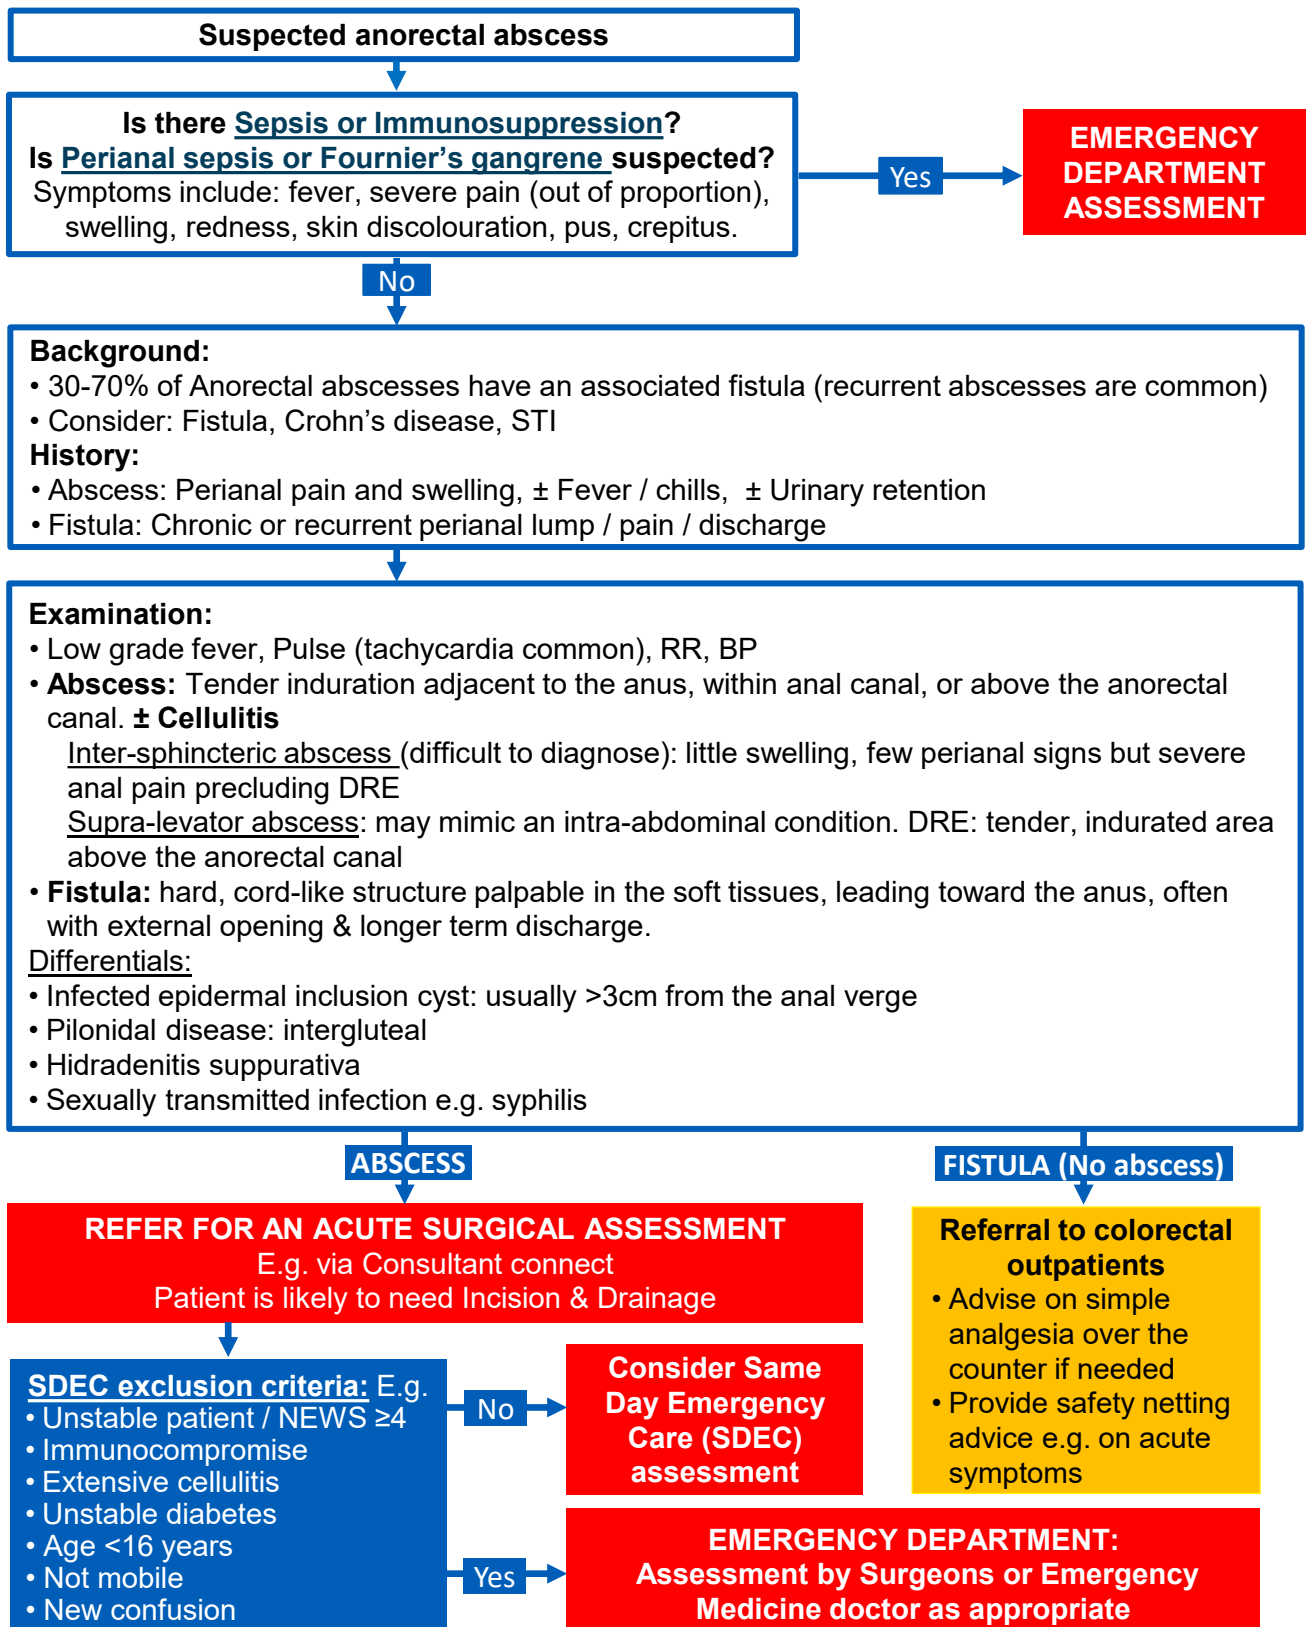 Suspected anorectal abscess
Is there Sepsis or Immunosuppression?
Is Perianal sepsis or Fournier’s gangrene suspected?
Symptoms include: fever, severe pain (out of proportion),
swelling, redness, skin discolouration, pus, crepitus.
Yes
EMERGENCY
DEPARTMENT
ASSESSMENT
No
Background:
• 30-70% of Anorectal abscesses have an associated fistula (recurrent abscesses are common)
• Consider: Fistula, Crohn’s disease, STI
History:
• Abscess: Perianal pain and swelling, ± Fever / chills, ± Urinary retention
• Fistula: Chronic or recurrent perianal lump / pain / discharge
Examination:
• Low grade fever, Pulse (tachycardia common), RR, BP
• Abscess: Tender induration adjacent to the anus, within anal canal, or above the anorectal
canal. ± Cellulitis
Inter-sphincteric abscess (difficult to diagnose): little swelling, few perianal signs but severe
anal pain precluding DRE
Supra-levator abscess: may mimic an intra-abdominal condition. DRE: tender, indurated area
above the anorectal canal
• Fistula: hard, cord-like structure palpable in the soft tissues, leading toward the anus, often
with external opening & longer term discharge.
Differentials:
• Infected epidermal inclusion cyst: usually >3cm from the anal verge
• Pilonidal disease: intergluteal
• Hidradenitis suppurativa
• Sexually transmitted infection e.g. syphilis
ABSCESS
REFER FOR AN ACUTE SURGICAL ASSESSMENT
E.g. via Consultant connect
Patient is likely to need Incision & Drainage
SDEC exclusion criteria: E.g.
• Unstable patient / NEWS ≥4
• Immunocompromise
• Extensive cellulitis
• Unstable diabetes
• Age <16 years
• Not mobile
• New confusion
No
Consider Same
Day Emergency
Care (SDEC)
assessment
Yes
EMERGENCY DEPARTMENT:
Assessment by Surgeons or Emergency
Medicine doctor as appropriate
FISTULA (No abscess)
Referral to colorectal
outpatients
• Advise on simple
analgesia over the
counter if needed
• Provide safety netting
advice e.g. on acute
symptoms